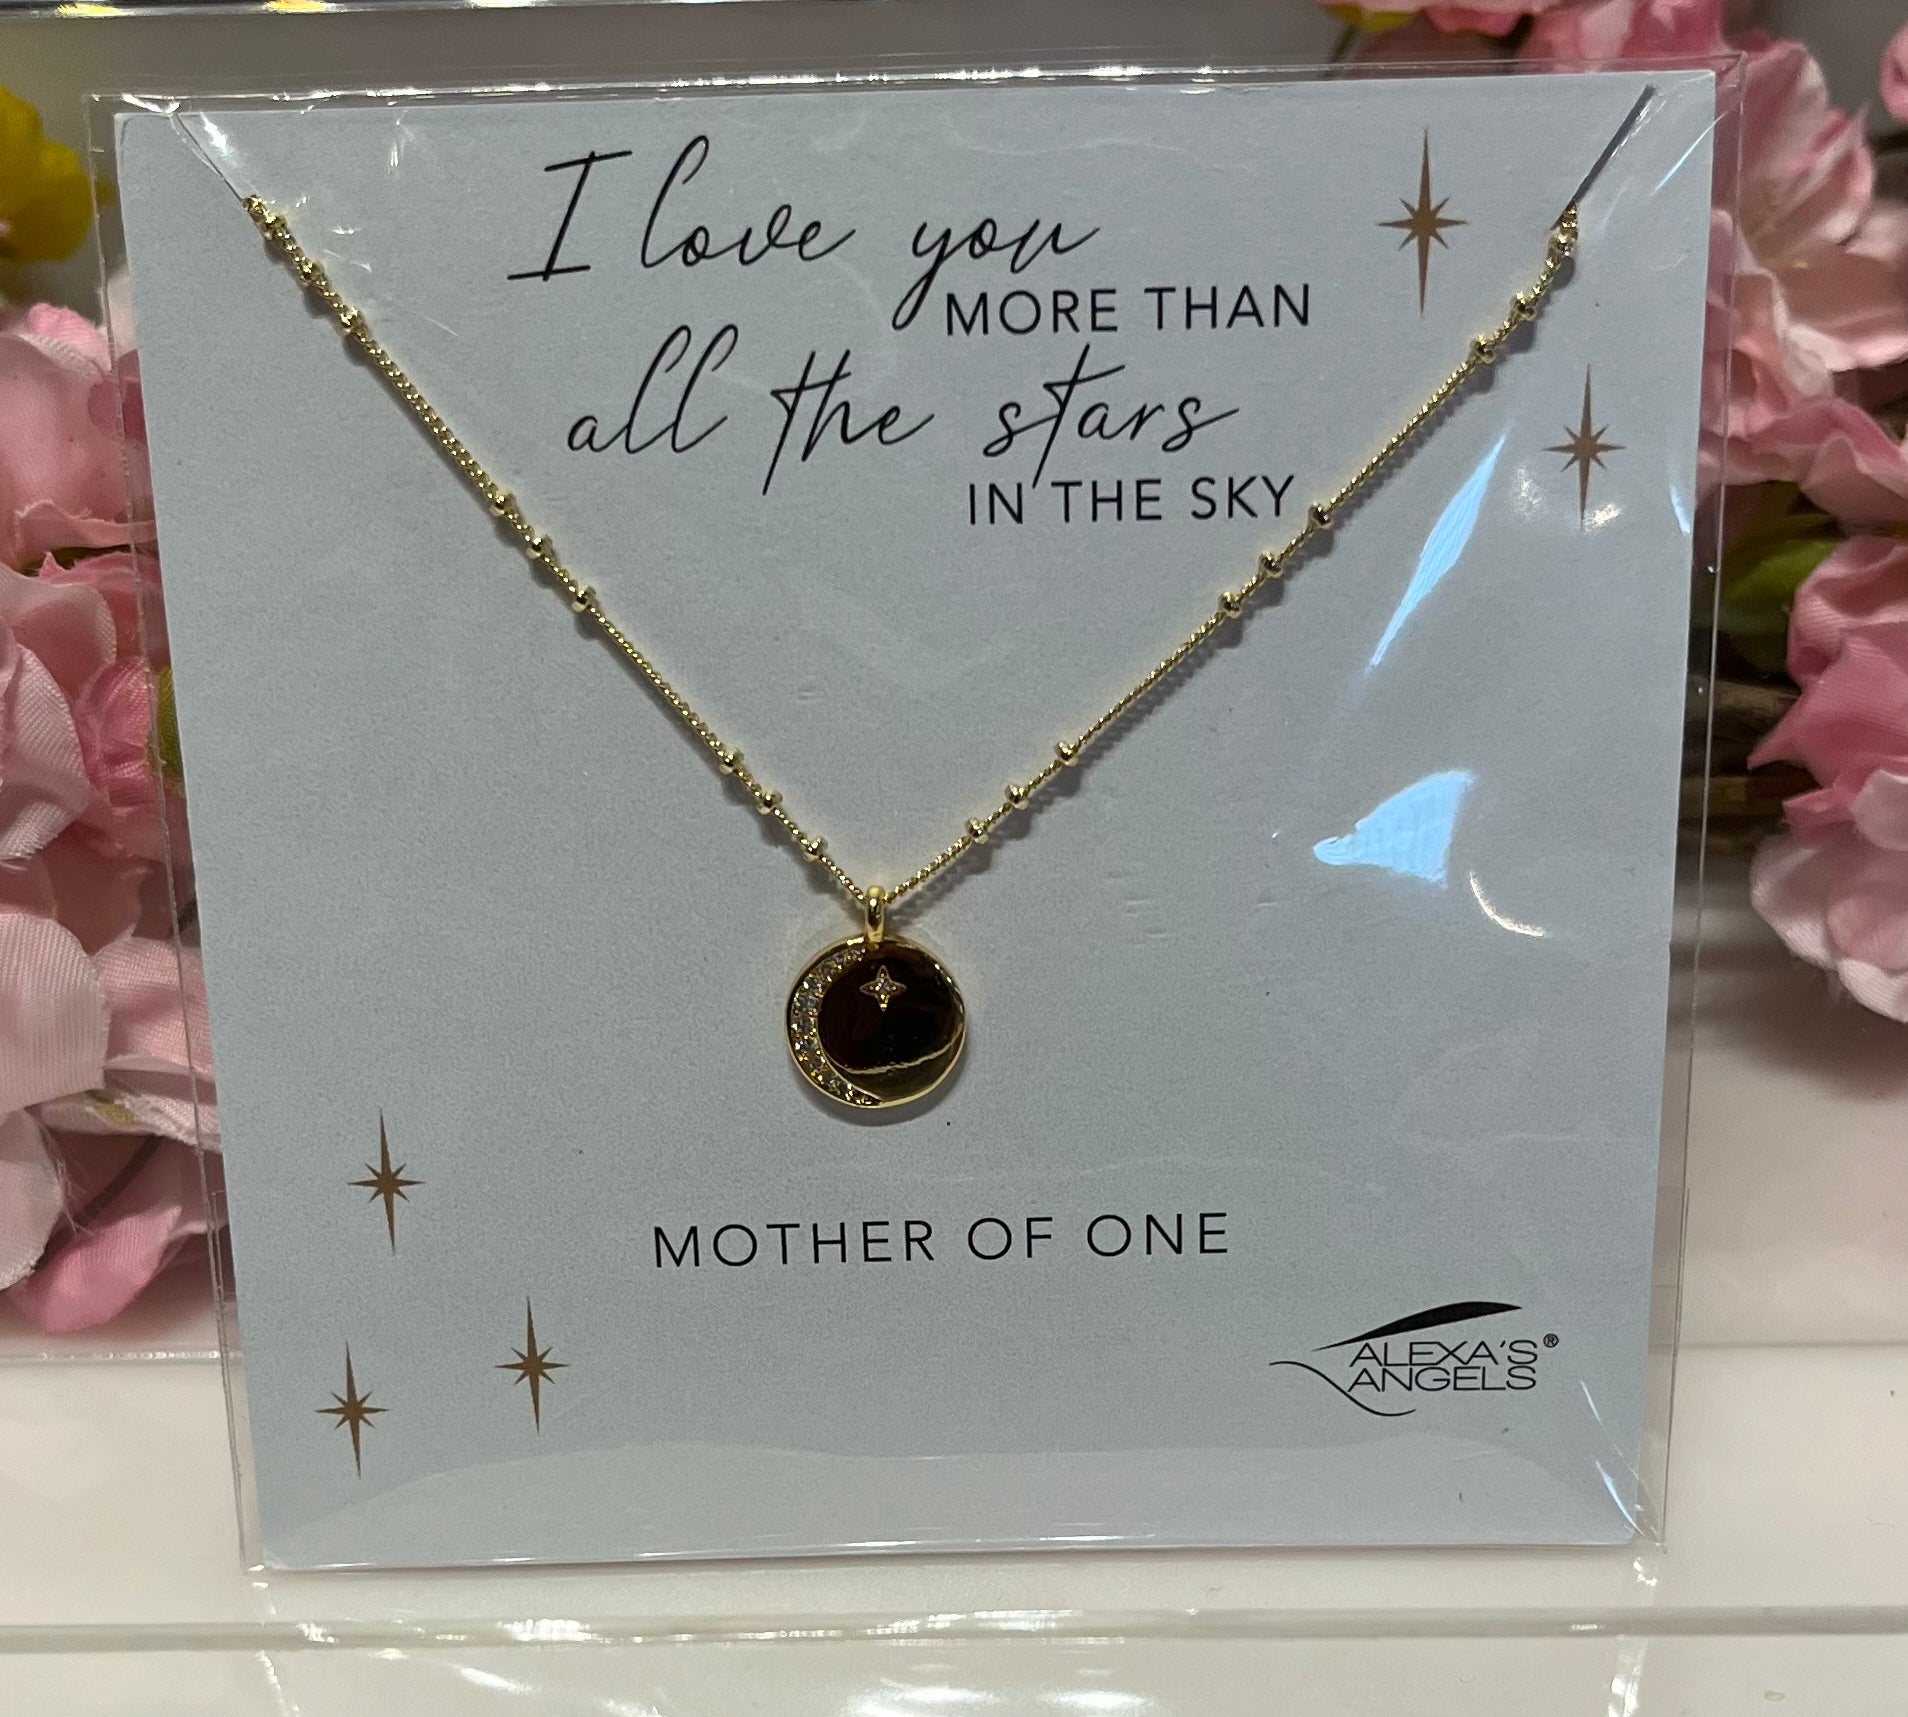 I love you
MORE THAN
all the stars
IN THE SKY
MOTHER OF ONE
ALEXA'S®
ANGELS